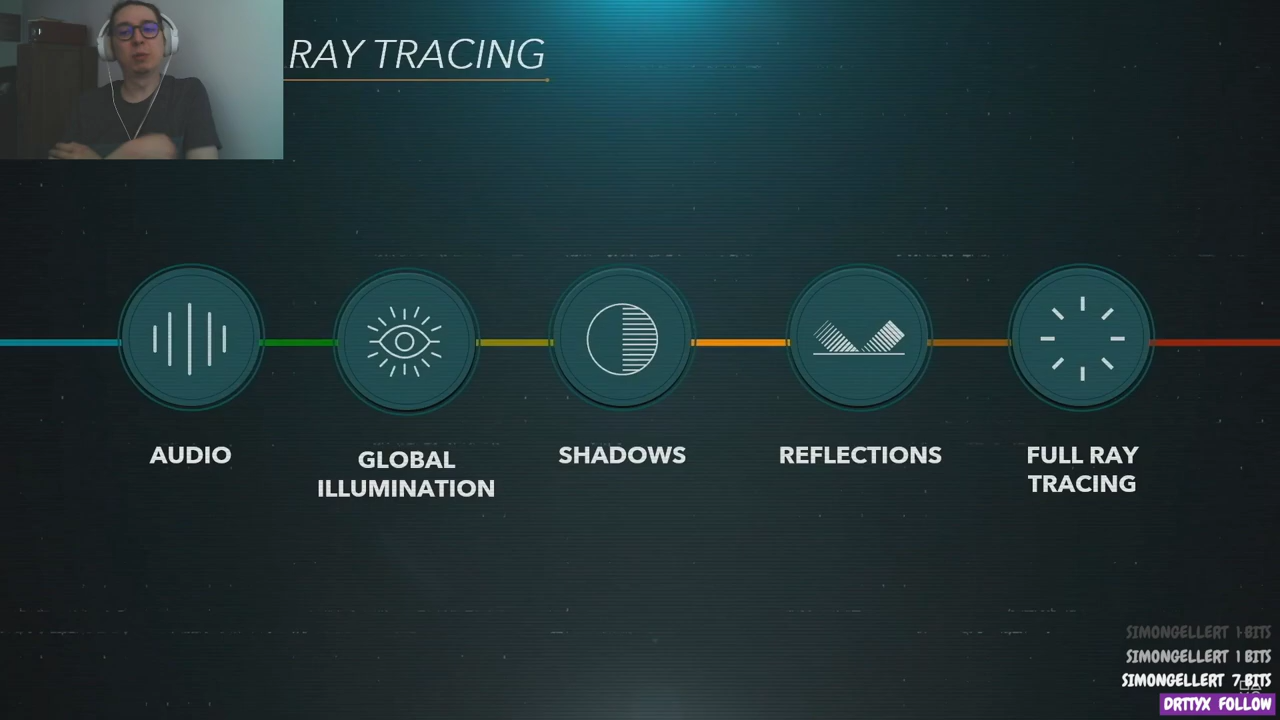 RAY TRACING
AUDIO
GLOBAL
ILLUMINATION
SHADOWS
REFLECTIONS
FULL RAY
TRACING
SIMONGELLERT 1 BITS
SIMONGELLERT 1 BITS
SIMONGELLERT 7 BITS
DRTTYX FOLLOW